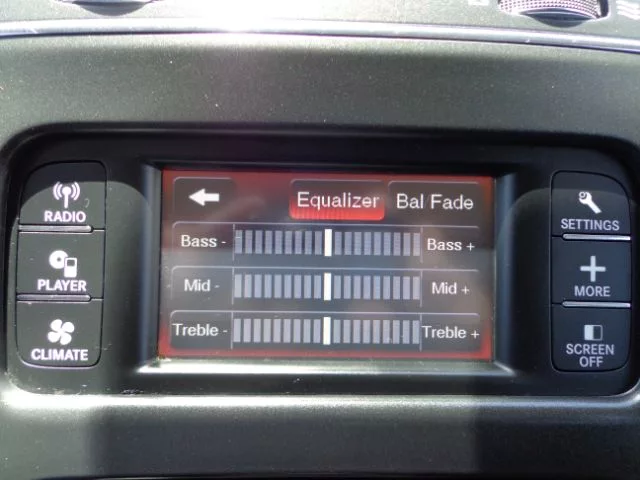 RADIO
PLAYER
CLIMATE
Equalizer Bal/Fade
Bass - Bass +
Mid - Mid +
Treble - Treble +
SETTINGS
MORE
SCREEN
OFF